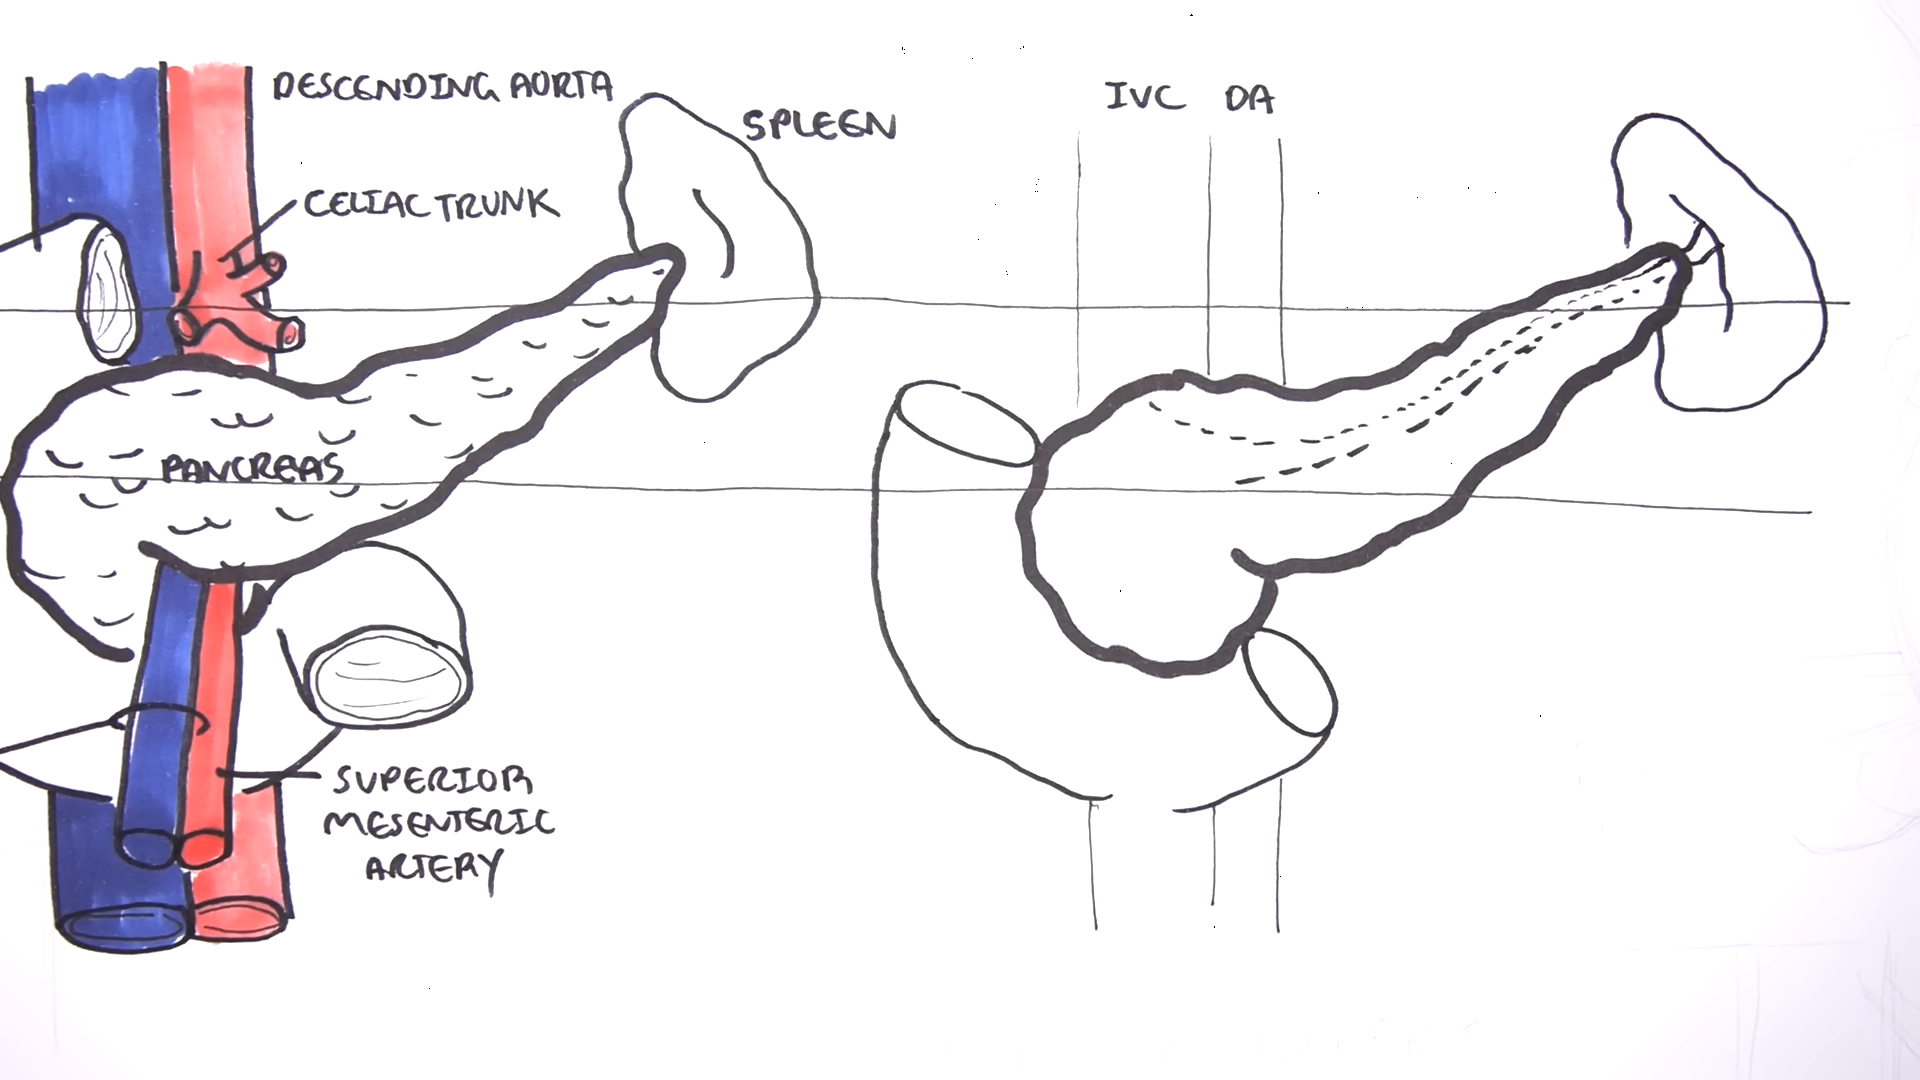 DESCENDING AORTA
SPLEEN
CELIAC TRUNK
PANCREAS
SUPERIOR
MESENTERIC
ARTERY
IVC DA